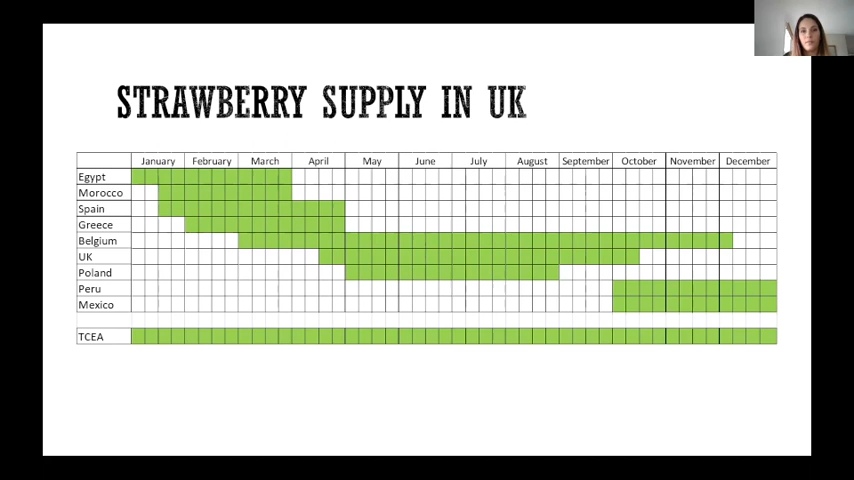 STRAWBERRY SUPPLY IN UK
January February March April May June July August September October November December
Egypt
Morocco
Spain
Greece
Belgium
UK
Poland
Peru
Mexico
TCEA